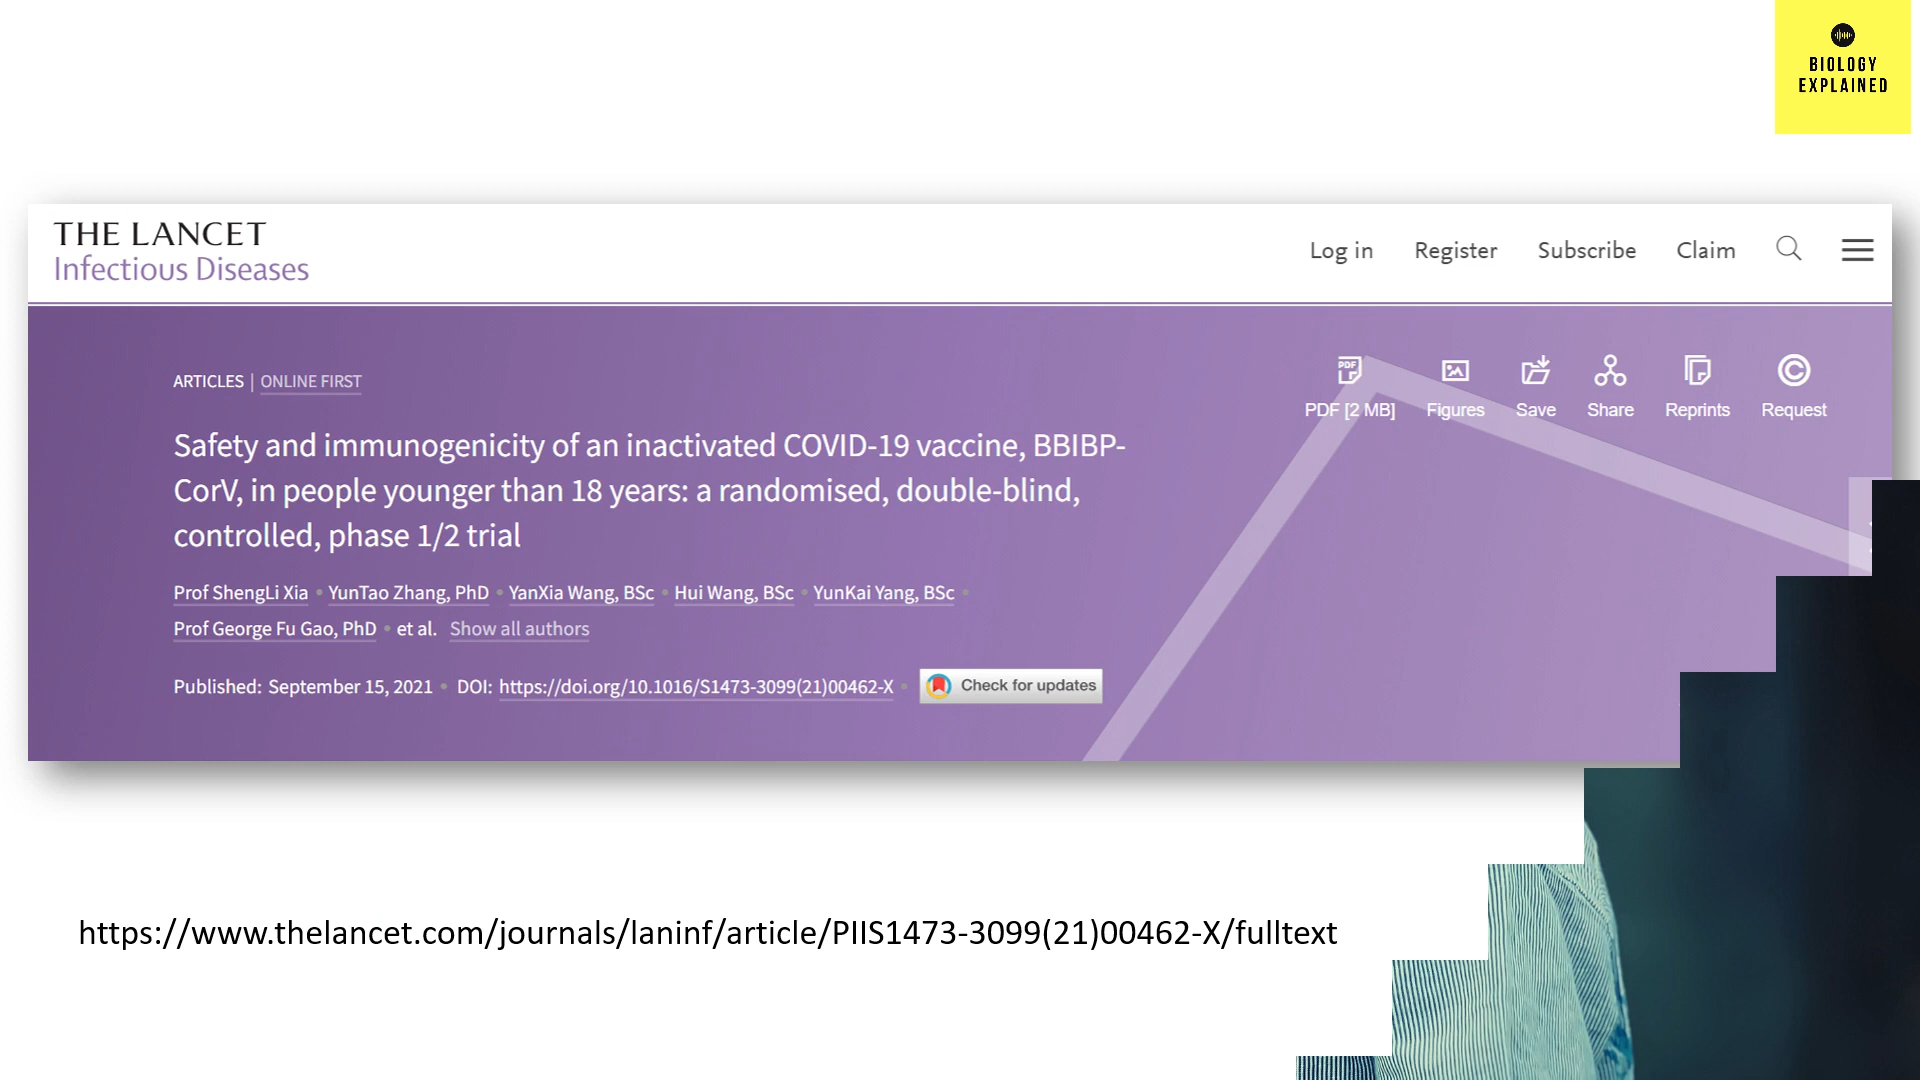 BIOLOGY
EXPLAINED
THE LANCET
Infectious Diseases
Log in Register Subscribe Claim
ARTICLES | ONLINE FIRST
PDF
PDF [2 MB] Figures Save Share Reprints Request
Safety and immunogenicity of an inactivated COVID-19 vaccine, BBIBP-
CorV, in people younger than 18 years: a randomised, double-blind,
controlled, phase 1/2 trial
Prof ShengLi Xia • YunTao Zhang, PhD • YanXia Wang, BSc • Hui Wang, BSc • YunKai Yang, BSc •
Prof George Fu Gao, PhD • et al. Show all authors
Published: September 15, 2021 • DOI: https://doi.org/10.1016/S1473-3099(21)00462-X • Check for updates
https://www.thelancet.com/journals/laninf/article/PIIS1473-3099(21)00462-X/fulltext